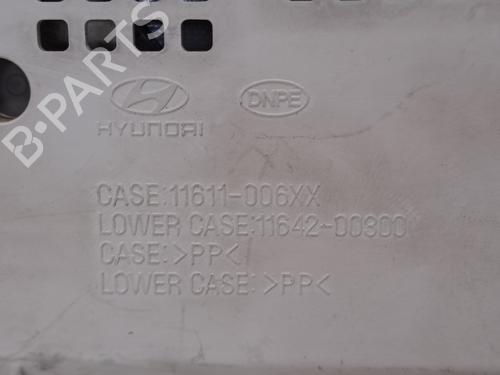 B-PARTS
HYUNDAI
DNPE
CASE:11611-006XX
LOWER CASE:11642-00800
CASE:>PP<
LOWER CASE:>PP<